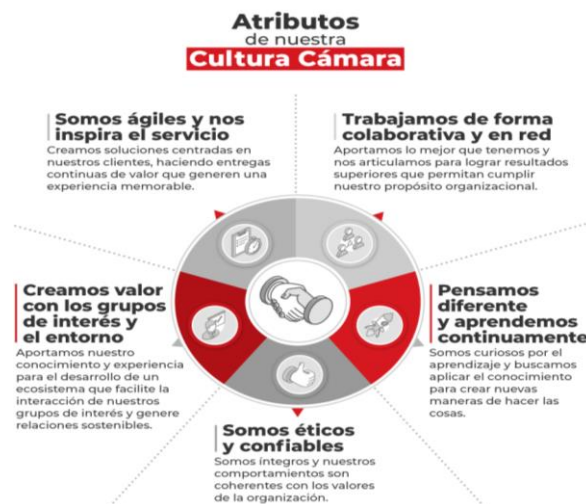 Atributos
de nuestra
Cultura Cámara
Somos ágiles y nos
inspira el servicio
Creamos soluciones centradas en
nuestros clientes, haciendo entregas
continuas de valor que generen una
experiencia memorable.
Trabajamos de forma
colaborativa y en red
Aportamos lo mejor que tenemos y
nos articulamos para lograr resultados
superiores que permitan cumplir
nuestro propósito organizacional.
Creamos valor
con los grupos
de interés y
el entorno
Aportamos nuestro
conocimiento y experiencia
para el desarrollo de un
ecosistema que facilite la
interacción de nuestros
grupos de interés y genere
relaciones sostenibles.
Pensamos
diferente
y aprendemos
continuamente
Somos curiosos por el
aprendizaje y buscamos
aplicar el conocimiento
para crear nuevas
maneras de hacer las
cosas.
Somos éticos
y confiables
Somos íntegros y nuestros
comportamientos son
coherentes con los valores
de la organización.